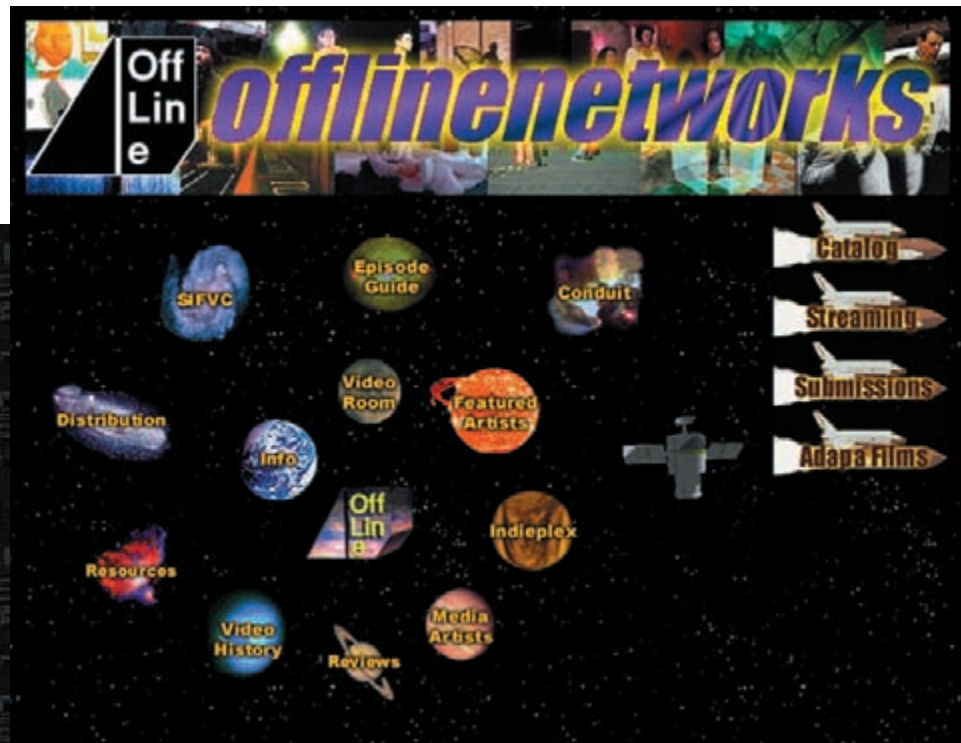 Off
Lin
e
offlinenetworks
SIFVC
Episode
Guide
Conduit
Catalog
Streaming
Submissions
Adapa Films
Distribution
Video
Room
Featured
Artists
Info
Off
Lin
e
Indieplex
Resources
Video
History
Reviews
Media
Artists